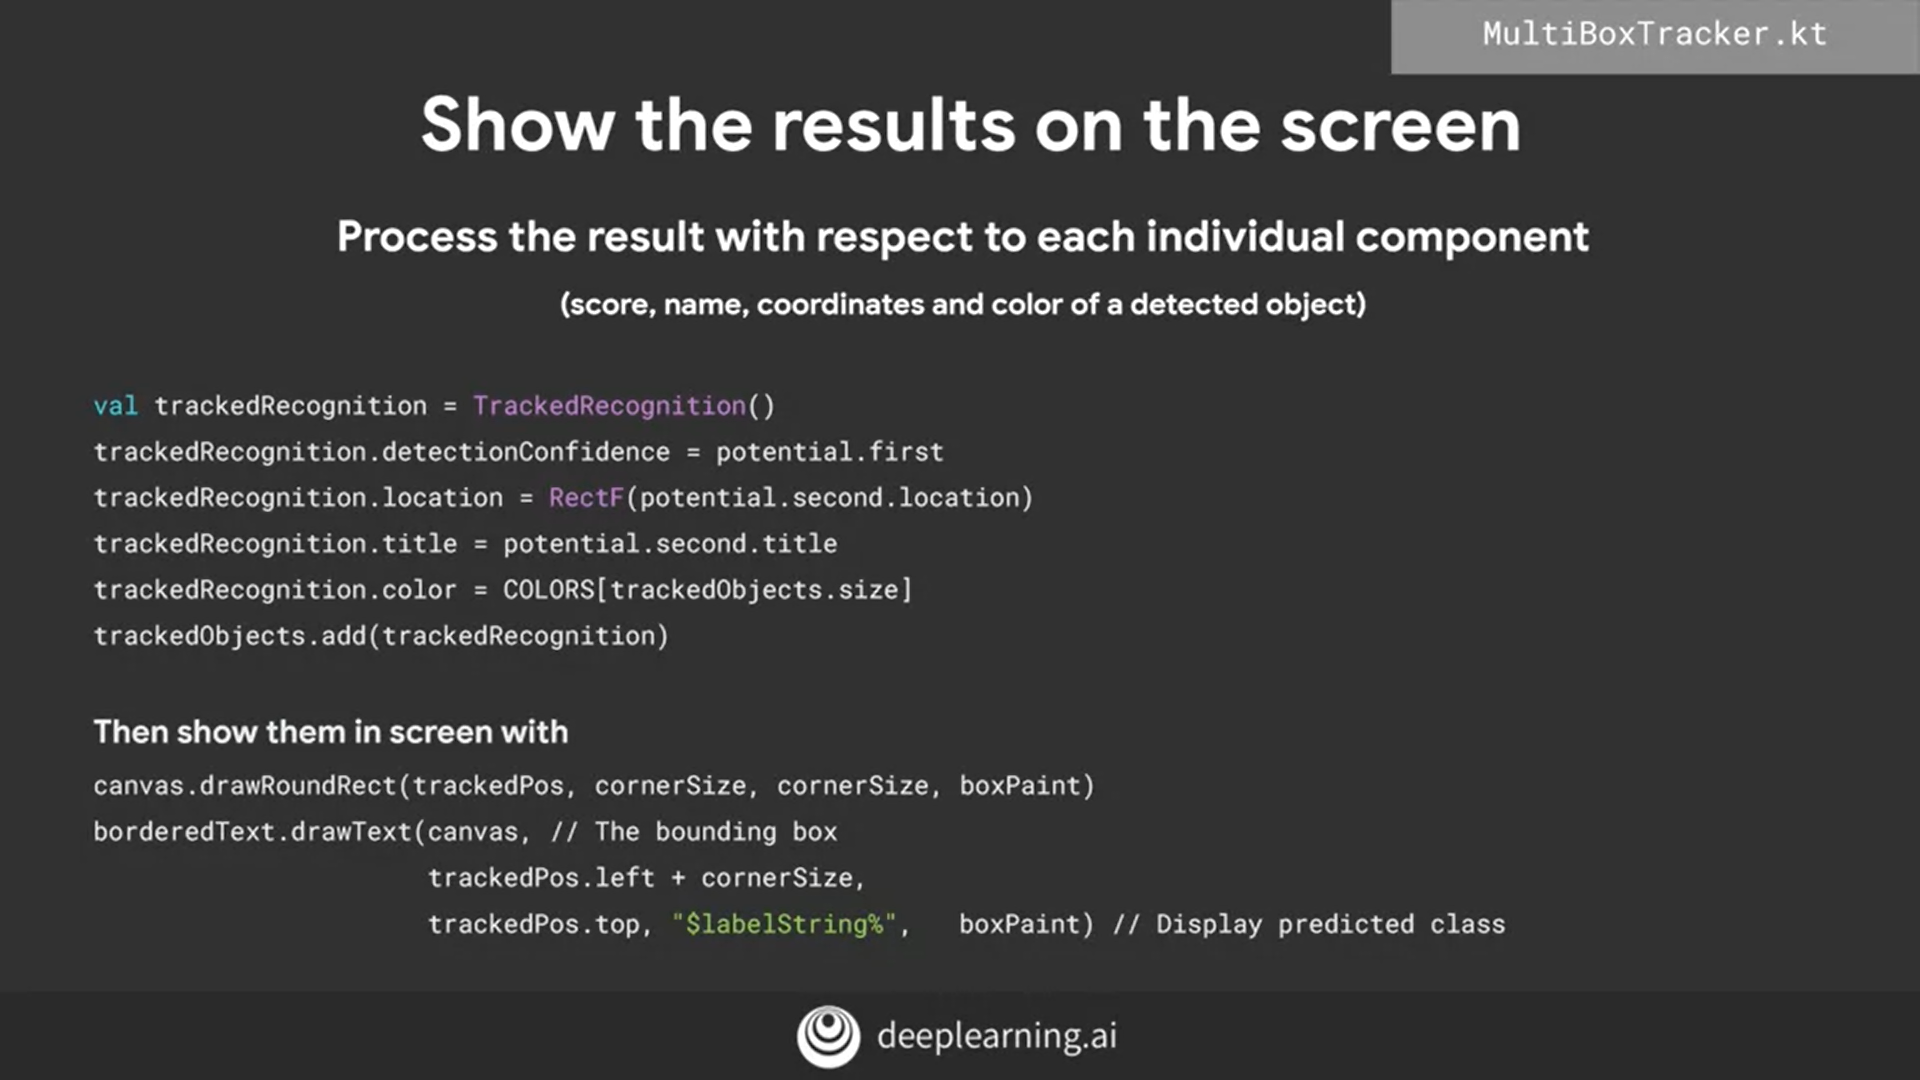 MultiBoxTracker.kt
Show the results on the screen
Process the result with respect to each individual component
(score, name, coordinates and color of a detected object)
val trackedRecognition = TrackedRecognition()
trackedRecognition.detectionConfidence = potential.first
trackedRecognition.location = RectF(potential.second.location)
trackedRecognition.title = potential.second.title
trackedRecognition.color = COLORS[trackedObjects.size]
trackedObjects.add(trackedRecognition)
Then show them in screen with
canvas.drawRoundRect(trackedPos, cornerSize, cornerSize, boxPaint)
borderedText.drawText(canvas, // The bounding box
trackedPos.left + cornerSize,
trackedPos.top, "$labelString%", boxPaint) // Display predicted class
deeplearning.ai